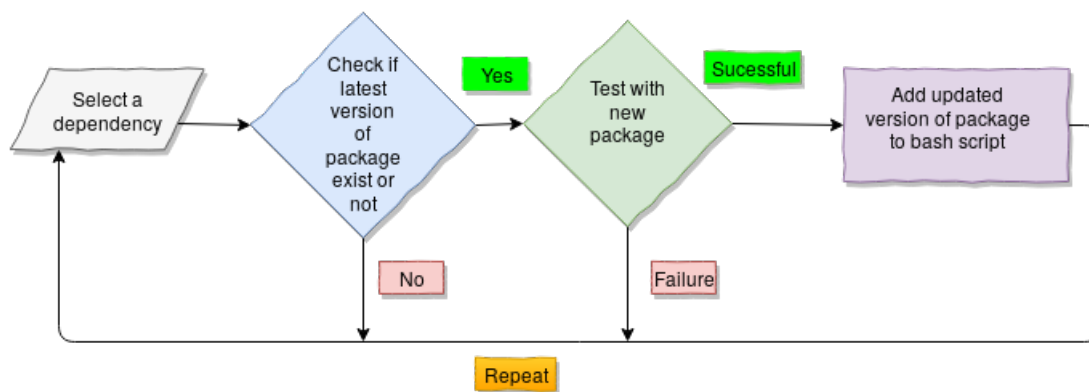 Select a
dependency
Check if
latest
version
of
package
exist or
not
Yes
Test with
new
package
Sucessful
Add updated
version of package
to bash script
No
Failure
Repeat